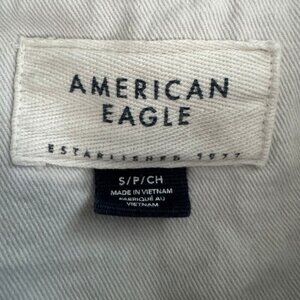 AMERICAN
EAGLE
ESTABLISHED 1977
S/P/CH
MADE IN VIETNAM
FABRIQUÉ AU
VIETNAM